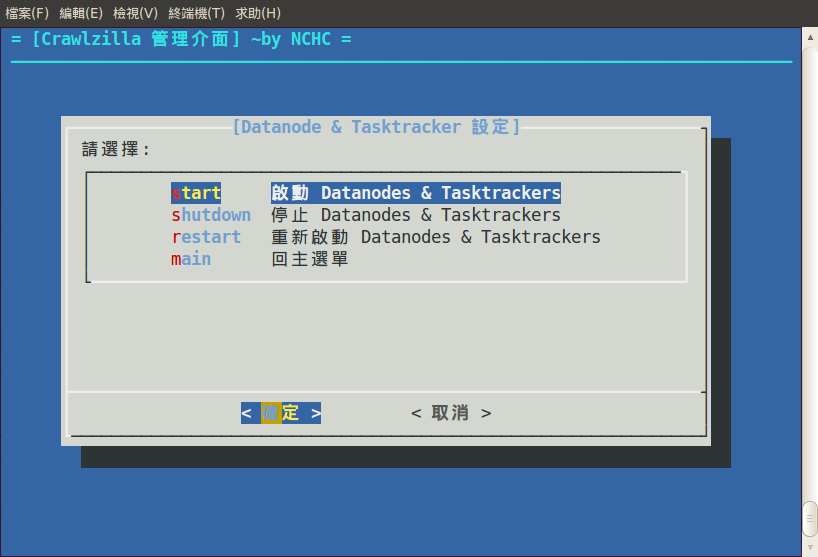 檔案(F) 編輯(E) 檢視(V) 終端機(T) 求助(H)
= [Crawlzilla 管理介面] ~by NCHC =
[Datanode & Tasktracker 設定]
請選擇:
start 啟動 Datanodes & Tasktrackers
shutdown 停止 Datanodes & Tasktrackers
restart 重新啟動 Datanodes & Tasktrackers
main 回主選單
< 確定 > < 取消 >